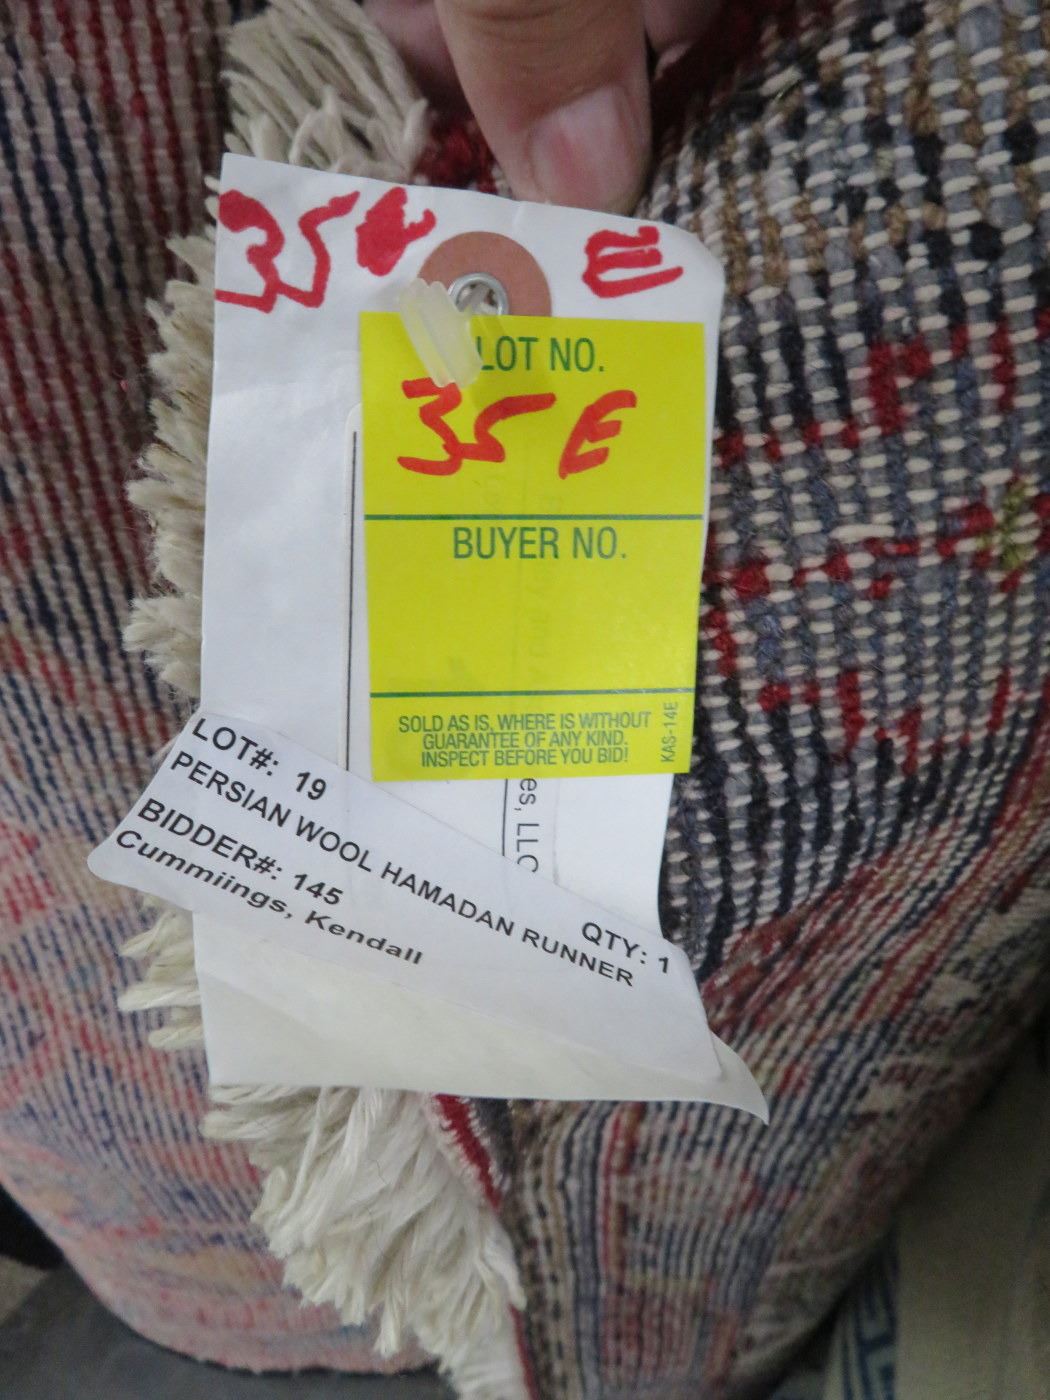 35 E
LOT NO.
35 E
BUYER NO.
SOLD AS IS, WHERE IS WITHOUT
GUARANTEE OF ANY KIND.
INSPECT BEFORE YOU BID!
KAS-14E
es, LLC
LOT#: 19
PERSIAN WOOL HAMADAN RUNNER
BIDDER#: 145 QTY: 1
Cummiings, Kendall